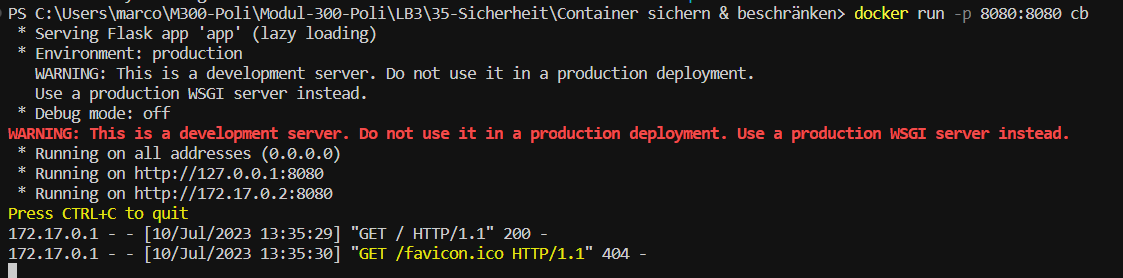 PS C:\Users\marco\M300-Poli\Modul-300-Poli\LB3\35-Sicherheit\Container sichern & beschränken> docker run -p 8080:8080 cb
 * Serving Flask app 'app' (lazy loading)
 * Environment: production
   WARNING: This is a development server. Do not use it in a production deployment.
   Use a production WSGI server instead.
 * Debug mode: off
WARNING: This is a development server. Do not use it in a production deployment. Use a production WSGI server instead.
 * Running on all addresses (0.0.0.0)
 * Running on http://127.0.0.1:8080
 * Running on http://172.17.0.2:8080
Press CTRL+C to quit
172.17.0.1 - - [10/Jul/2023 13:35:29] "GET / HTTP/1.1" 200 -
172.17.0.1 - - [10/Jul/2023 13:35:30] "GET /favicon.ico HTTP/1.1" 404 -